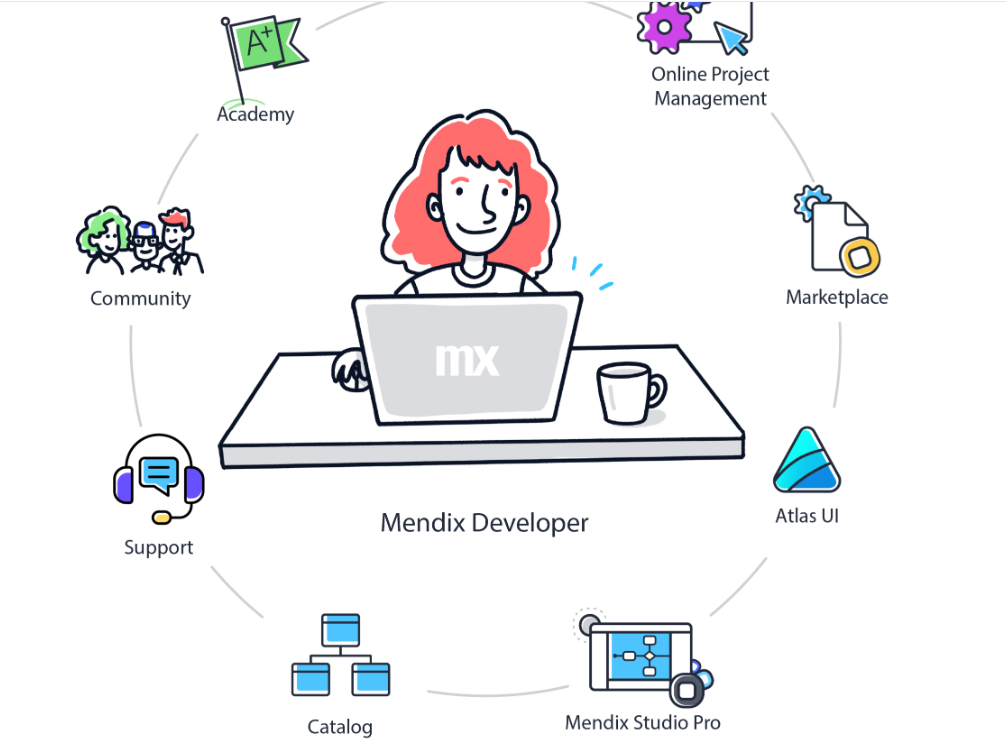 A+
Academy
Online Project
Management
Community
Marketplace
mx
Support
Mendix Developer
Atlas UI
Catalog
Mendix Studio Pro